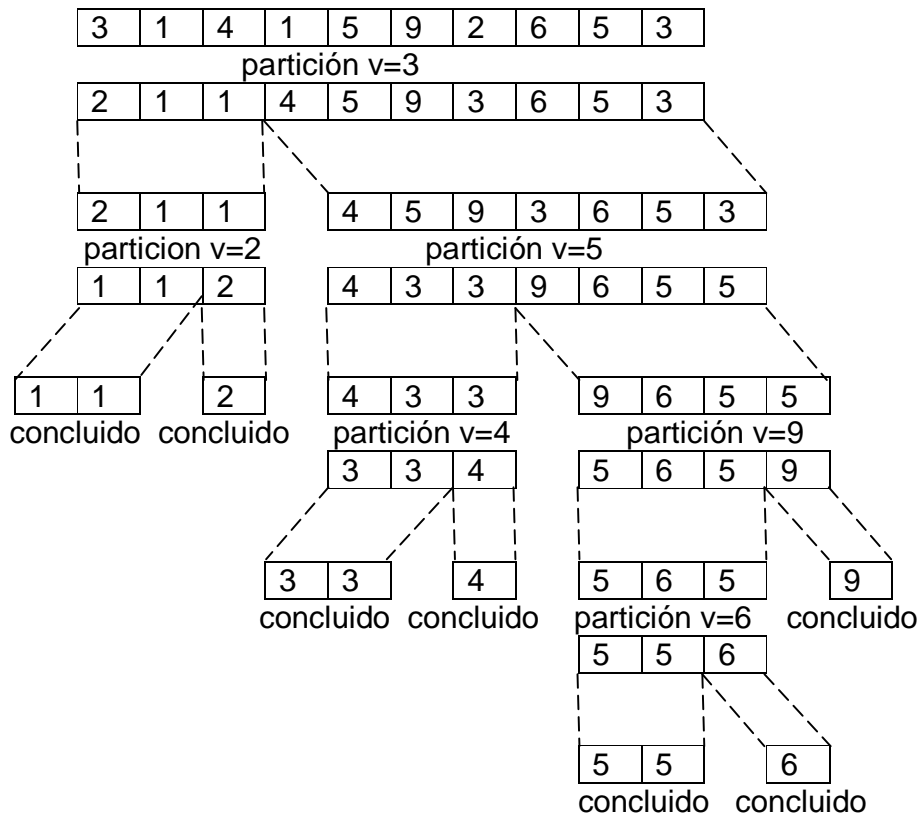 3 1 4 1 5 9 2 6 5 3
partición v=3
2 1 1 4 5 9 3 6 5 3
2 1 1 4 5 9 3 6 5 3
particion v=2 partición v=5
1 1 2 4 3 3 9 6 5 5
1 1 2 4 3 3 9 6 5 5
concluido concluido partición v=4 partición v=9
3 3 4 5 6 5 9
3 3 4 5 6 5 9
concluido concluido partición v=6 concluido
5 5 6
5 5 6
concluido concluido